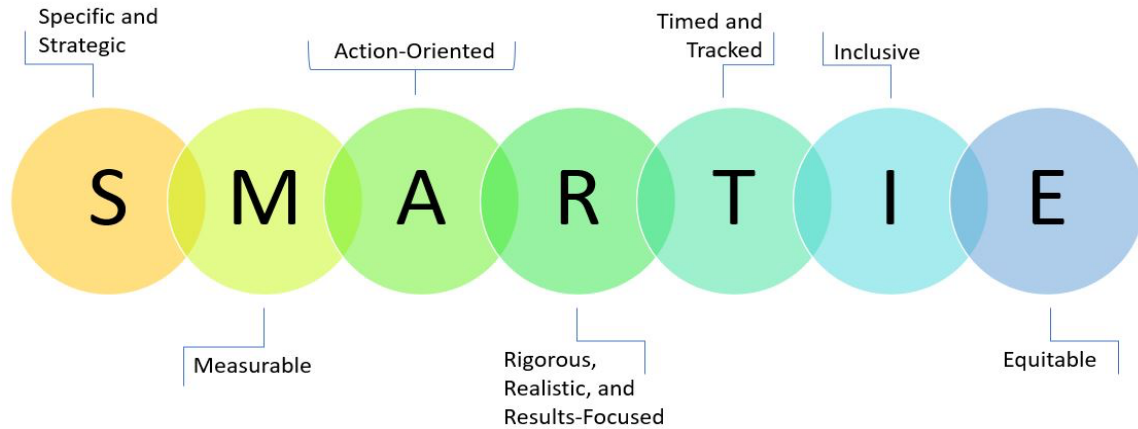 Specific and
Strategic
Action-Oriented
Timed and
Tracked
Inclusive
S M A R T I E
Measurable
Rigorous,
Realistic, and
Results-Focused
Equitable